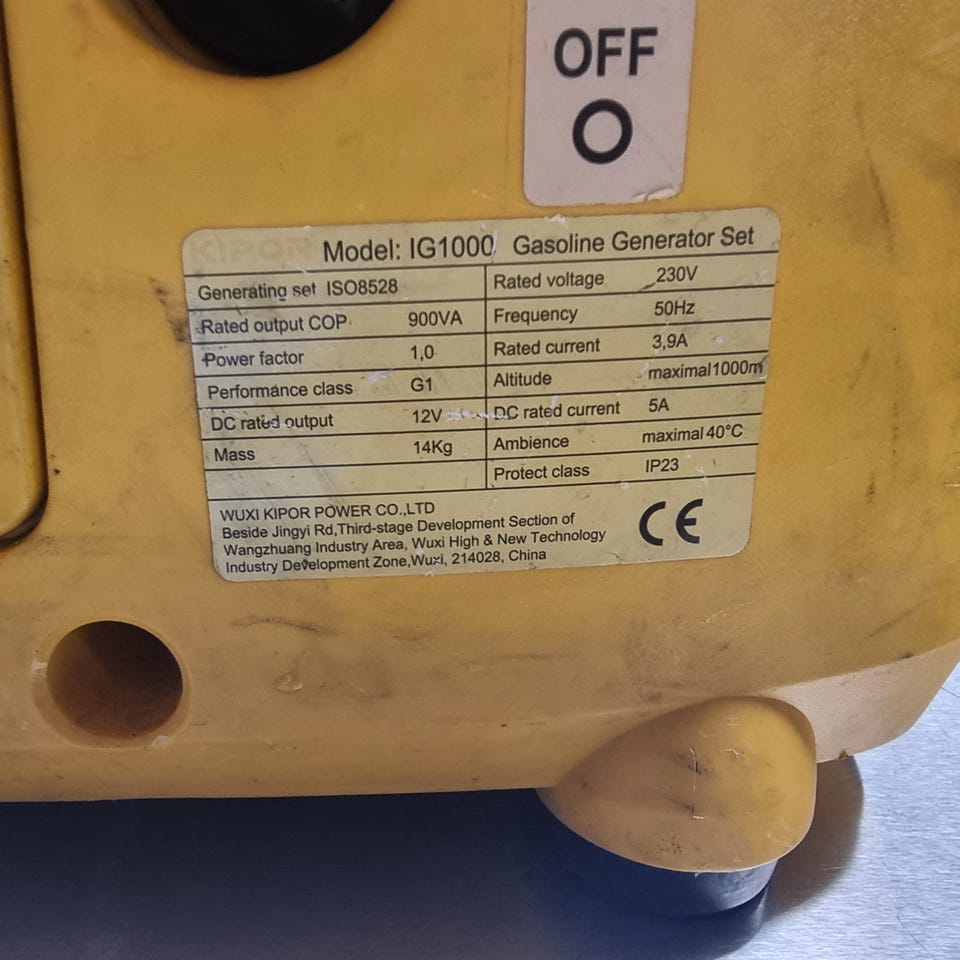 OFF
O
KIPOR Model: IG1000 Gasoline Generator Set
Generating set ISO8528 Rated voltage 230V
Rated output COP 900VA Frequency 50Hz
Power factor 1,0 Rated current 3,9A
Performance class G1 Altitude maximal1000m
DC rated output 12V DC rated current 5A
Mass 14Kg Ambience maximal 40°C
Protect class IP23
WUXI KIPOR POWER CO.,LTD
Beside Jingyi Rd,Third-stage Development Section of
Wangzhuang Industry Area, Wuxi High & New Technology
Industry Development Zone,Wuxi, 214028, China
CE